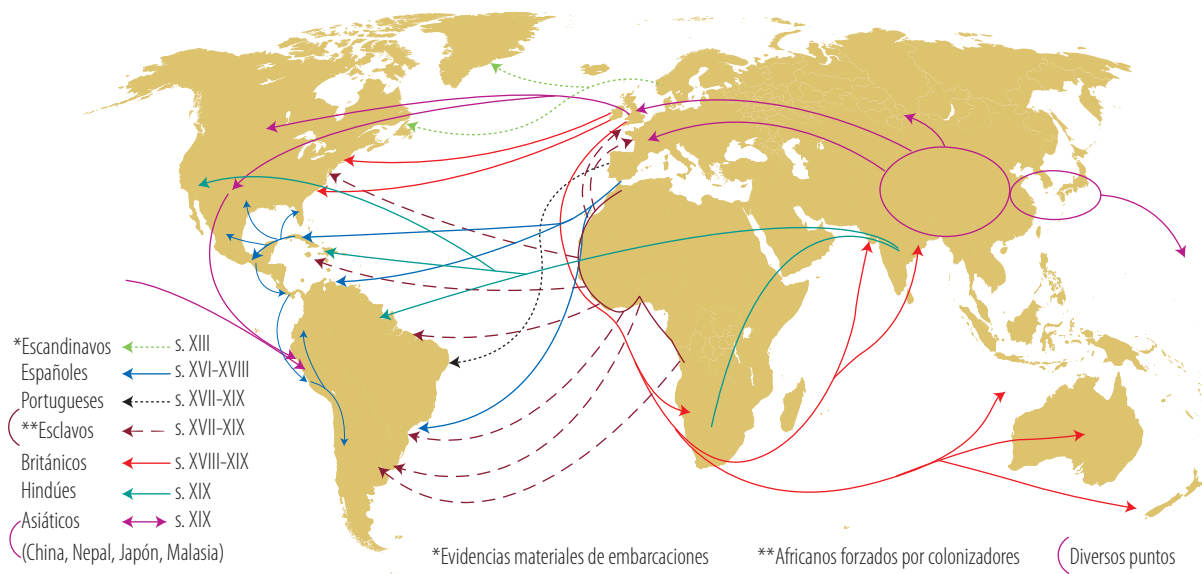 *Escandinavos s. XIII
Españoles s. XVI-XVIII
Portugueses s. XVII-XIX
**Esclavos s. XVII-XIX
Británicos s. XVIII-XIX
Hindúes s. XIX
Asiáticos s. XIX
(China, Nepal, Japón, Malasia)
*Evidencias materiales de embarcaciones **Africanos forzados por colonizadores Diversos puntos